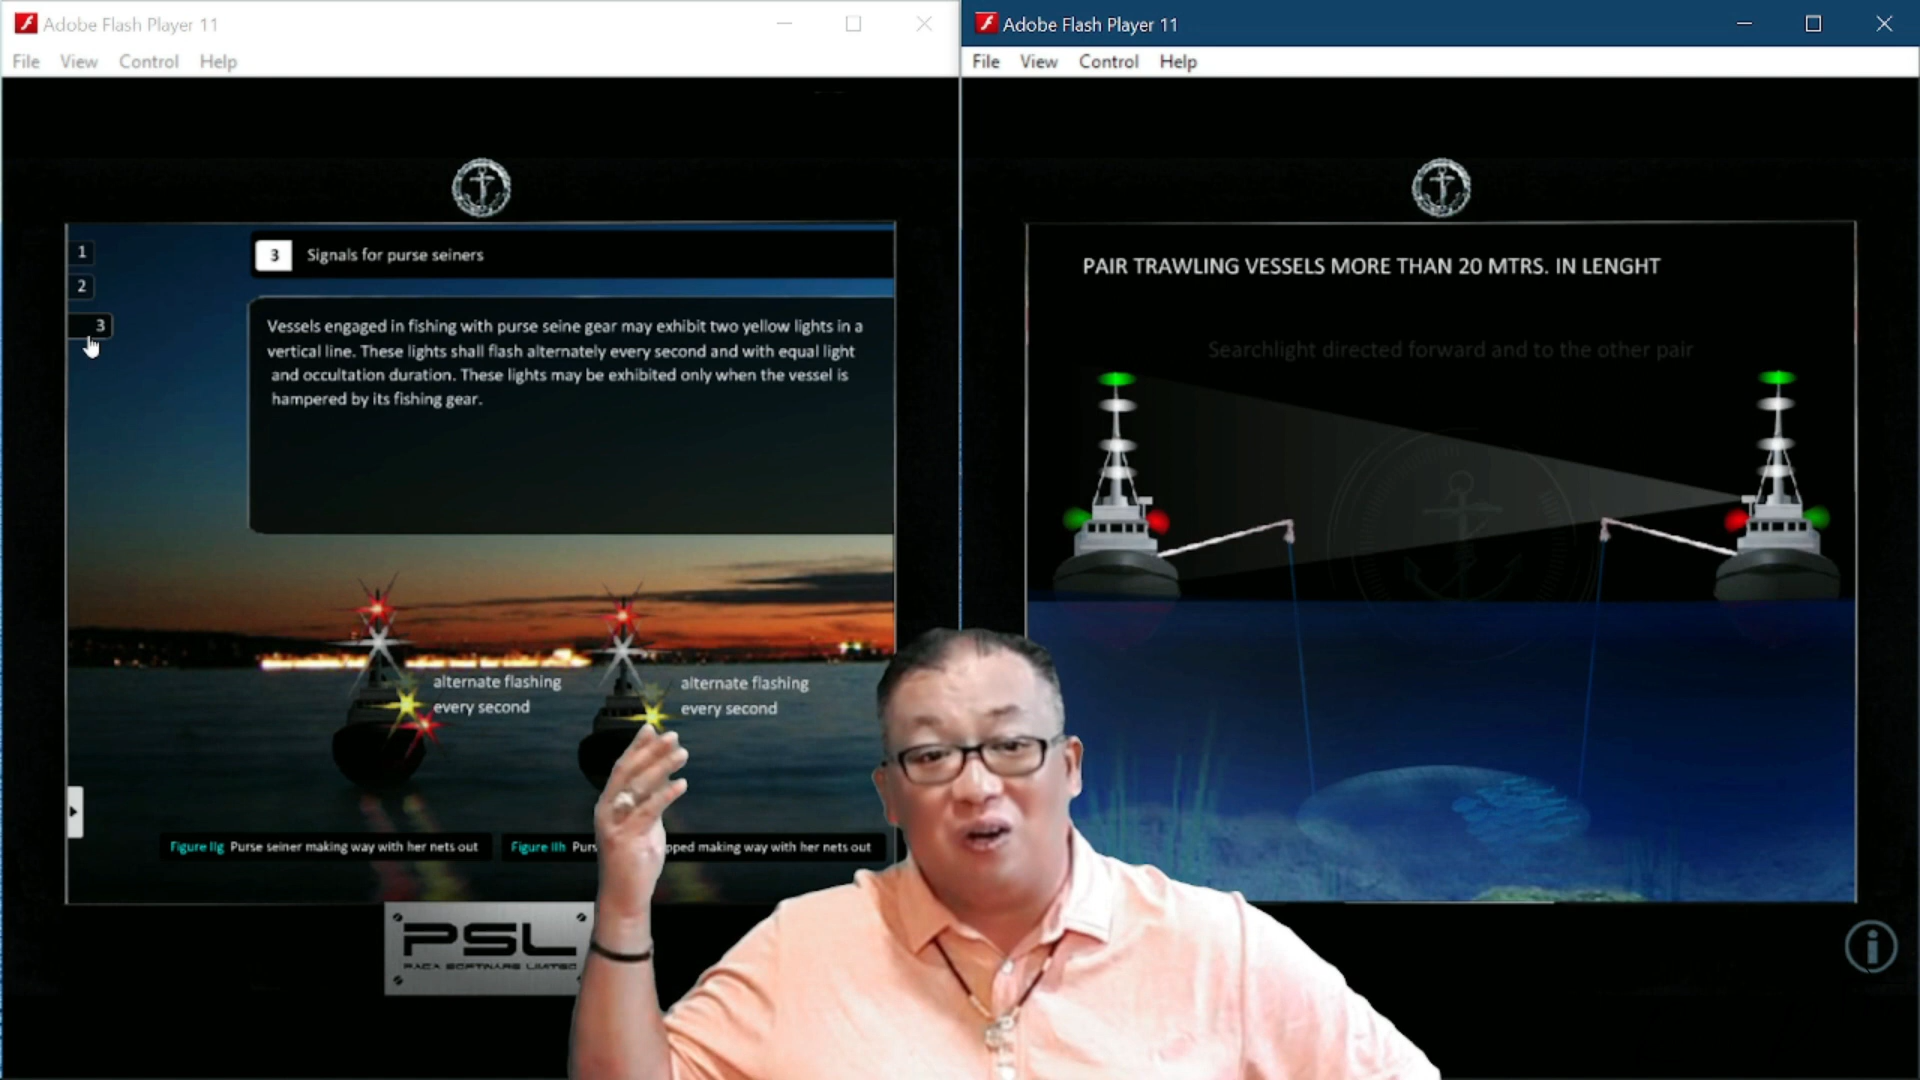 Adobe Flash Player 11
File View Control Help
1
2
3
3 Signals for purse seiners
Vessels engaged in fishing with purse seine gear may exhibit two yellow lights in a
vertical line. These lights shall flash alternately every second and with equal light
and occultation duration. These lights may be exhibited only when the vessel is
hampered by its fishing gear.
alternate flashing
every second
alternate flashing
every second
Figure IIg Purse seiner making way with her nets out
Figure IIh making way with her nets out
PSL
PACA SOFTWARE LIMITED
Adobe Flash Player 11
File View Control Help
PAIR TRAWLING VESSELS MORE THAN 20 MTRS. IN LENGHT
Searchlight directed forward and to the other pair